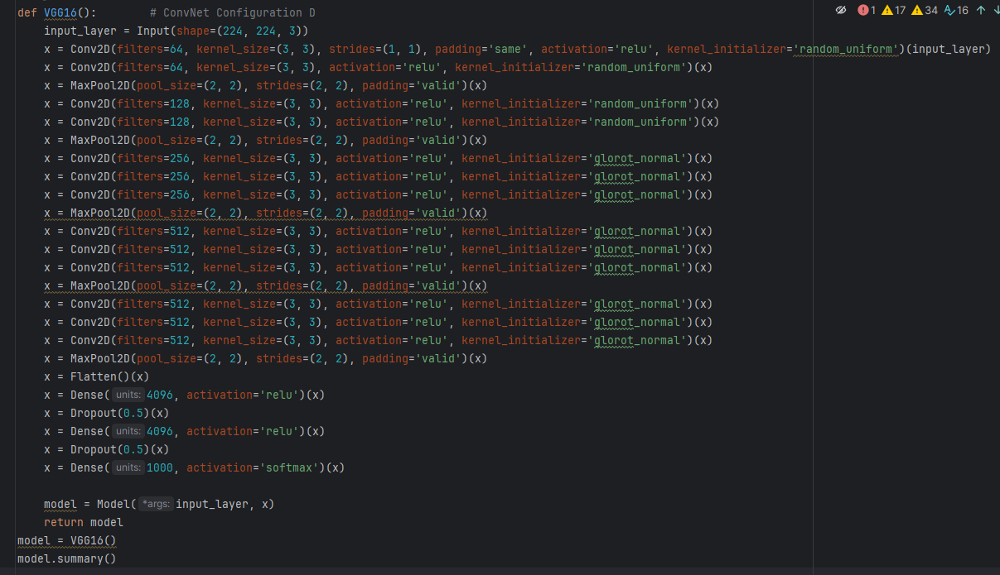 def VGG16():        # ConvNet Configuration D 1 17 34 16
    input_layer = Input(shape=(224, 224, 3))
    x = Conv2D(filters=64, kernel_size=(3, 3), strides=(1, 1), padding='same', activation='relu', kernel_initializer='random_uniform')(input_layer)
    x = Conv2D(filters=64, kernel_size=(3, 3), activation='relu', kernel_initializer='random_uniform')(x)
    x = MaxPool2D(pool_size=(2, 2), strides=(2, 2), padding='valid')(x)
    x = Conv2D(filters=128, kernel_size=(3, 3), activation='relu', kernel_initializer='random_uniform')(x)
    x = Conv2D(filters=128, kernel_size=(3, 3), activation='relu', kernel_initializer='random_uniform')(x)
    x = MaxPool2D(pool_size=(2, 2), strides=(2, 2), padding='valid')(x)
    x = Conv2D(filters=256, kernel_size=(3, 3), activation='relu', kernel_initializer='glorot_normal')(x)
    x = Conv2D(filters=256, kernel_size=(3, 3), activation='relu', kernel_initializer='glorot_normal')(x)
    x = Conv2D(filters=256, kernel_size=(3, 3), activation='relu', kernel_initializer='glorot_normal')(x)
    x = MaxPool2D(pool_size=(2, 2), strides=(2, 2), padding='valid')(x)
    x = Conv2D(filters=512, kernel_size=(3, 3), activation='relu', kernel_initializer='glorot_normal')(x)
    x = Conv2D(filters=512, kernel_size=(3, 3), activation='relu', kernel_initializer='glorot_normal')(x)
    x = Conv2D(filters=512, kernel_size=(3, 3), activation='relu', kernel_initializer='glorot_normal')(x)
    x = MaxPool2D(pool_size=(2, 2), strides=(2, 2), padding='valid')(x)
    x = Conv2D(filters=512, kernel_size=(3, 3), activation='relu', kernel_initializer='glorot_normal')(x)
    x = Conv2D(filters=512, kernel_size=(3, 3), activation='relu', kernel_initializer='glorot_normal')(x)
    x = Conv2D(filters=512, kernel_size=(3, 3), activation='relu', kernel_initializer='glorot_normal')(x)
    x = MaxPool2D(pool_size=(2, 2), strides=(2, 2), padding='valid')(x)
    x = Flatten()(x)
    x = Dense( units: 4096, activation='relu')(x)
    x = Dropout(0.5)(x)
    x = Dense( units: 4096, activation='relu')(x)
    x = Dropout(0.5)(x)
    x = Dense( units: 1000, activation='softmax')(x)
    model = Model( *args: input_layer, x)
    return model
model = VGG16()
model.summary()